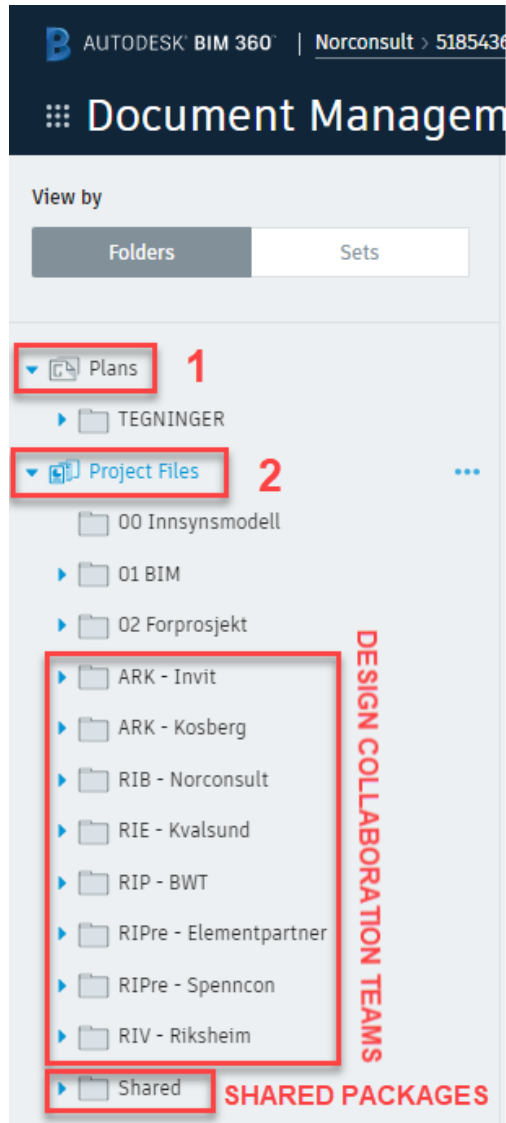 AUTODESK® BIM 360® | Norconsult > 5185436
Document Managem
View by
Folders Sets
Plans 1
TEGNINGER
Project Files 2
00 Innsynsmodell
01 BIM
02 Forprosjekt
ARK - Invit
ARK - Kosberg
RIB - Norconsult
RIE - Kvalsund
RIP - BWT
RIPre - Elementpartner
RIPre - Spenncon
RIV - Riksheim
DESIGN COLLABORATION TEAMS
Shared SHARED PACKAGES